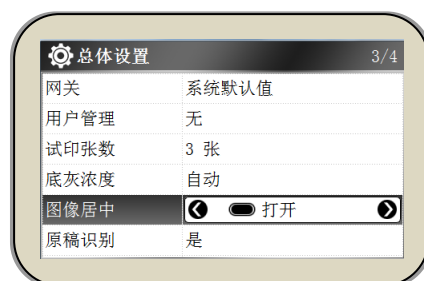 总体设置 3/4
网关 系统默认值
用户管理 无
试印张数 3 张
底灰浓度 自动
图像居中 打开
原稿识别 是